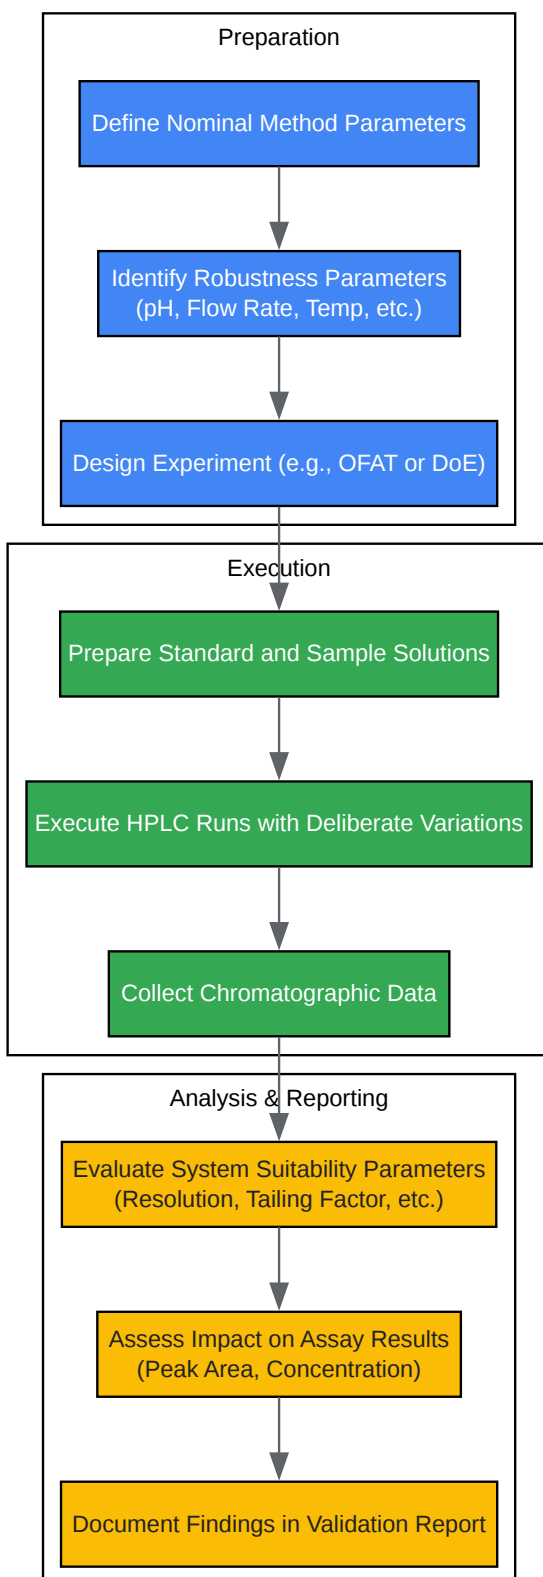 Preparation
Define Nominal Method Parameters
Identify Robustness Parameters
(pH, Flow Rate, Temp, etc.)
Design Experiment (e.g., OFAT or DoE)
Execution
Prepare Standard and Sample Solutions
Execute HPLC Runs with Deliberate Variations
Collect Chromatographic Data
Analysis & Reporting
Evaluate System Suitability Parameters
(Resolution, Tailing Factor, etc.)
Assess Impact on Assay Results
(Peak Area, Concentration)
Document Findings in Validation Report